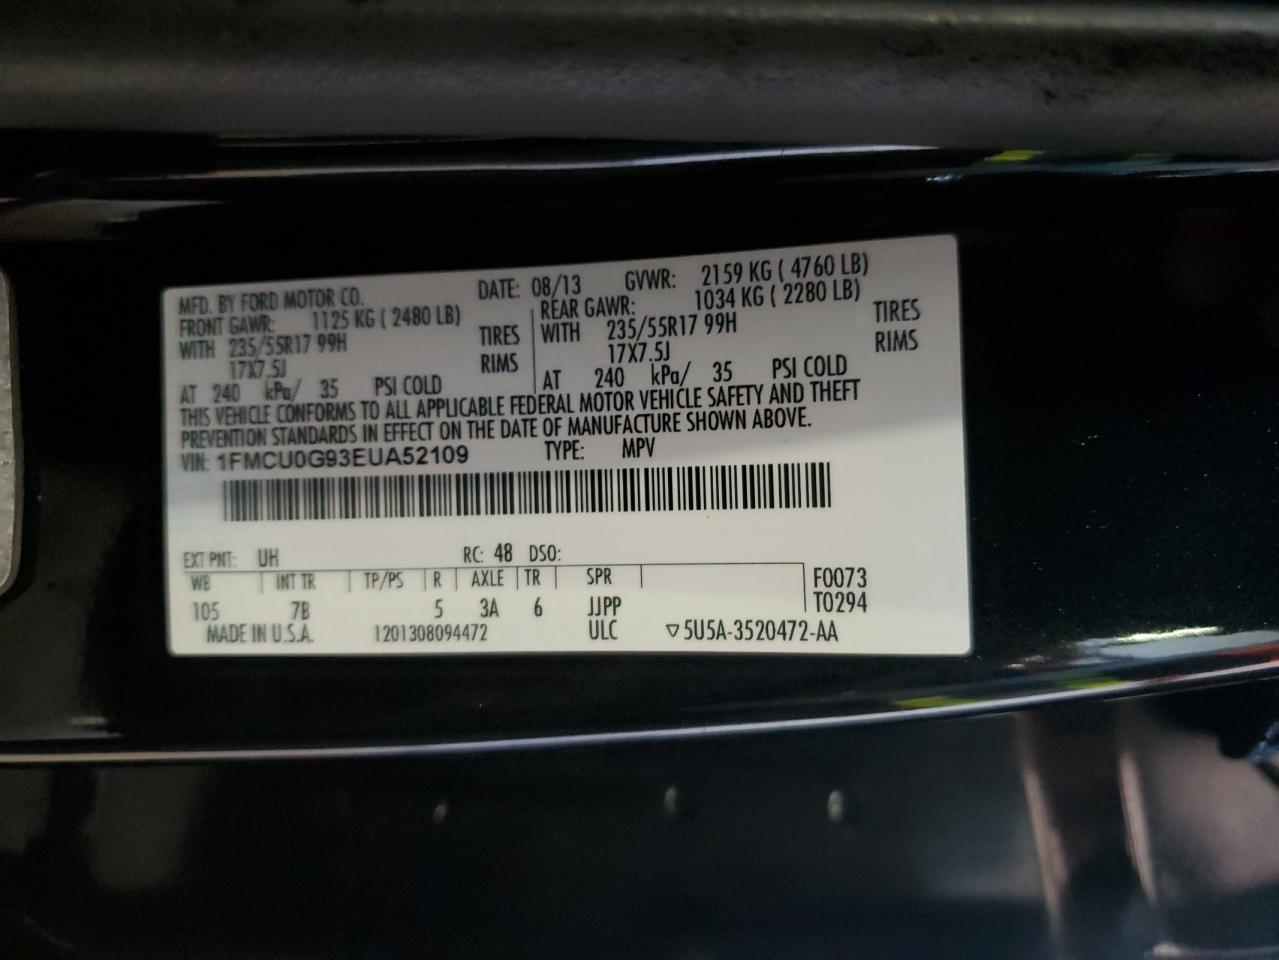 MFD. BY FORD MOTOR CO. DATE: 08/13 GVWR: 2159 KG ( 4760 LB)
FRONT GAWR: 1125 KG ( 2480 LB) REAR GAWR: 1034 KG ( 2280 LB)
WITH 235/55R17 99H TIRES WITH 235/55R17 99H TIRES
17X7.5J RIMS 17X7.5J RIMS
AT 240 kPa/ 35 PSI COLD AT 240 kPa/ 35 PSI COLD
THIS VEHICLE CONFORMS TO ALL APPLICABLE FEDERAL MOTOR VEHICLE SAFETY AND THEFT
PREVENTION STANDARDS IN EFFECT ON THE DATE OF MANUFACTURE SHOWN ABOVE.
VIN: 1FMCU0G93EUA52109 TYPE: MPV
EXT PNT: UH RC: 48 DSO:
WB INT TR TP/PS R AXLE TR SPR F0073
105 7B 5 3A 6 JJPP T0294
MADE IN U.S.A. 1201308094472 ULC ▽5U5A-3520472-AA